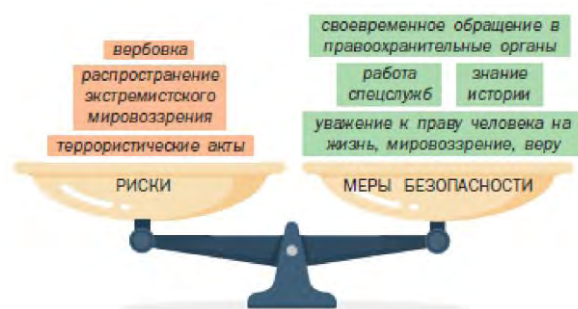 вербовка
распространение
экстремистского
мировоззрения
террористические акты
РИСКИ
своевременное обращение в
правоохранительные органы
работа
спецслужб
знание
истории
уважение к праву человека на
жизнь, мировоззрение, веру
МЕРЫ БЕЗОПАСНОСТИ